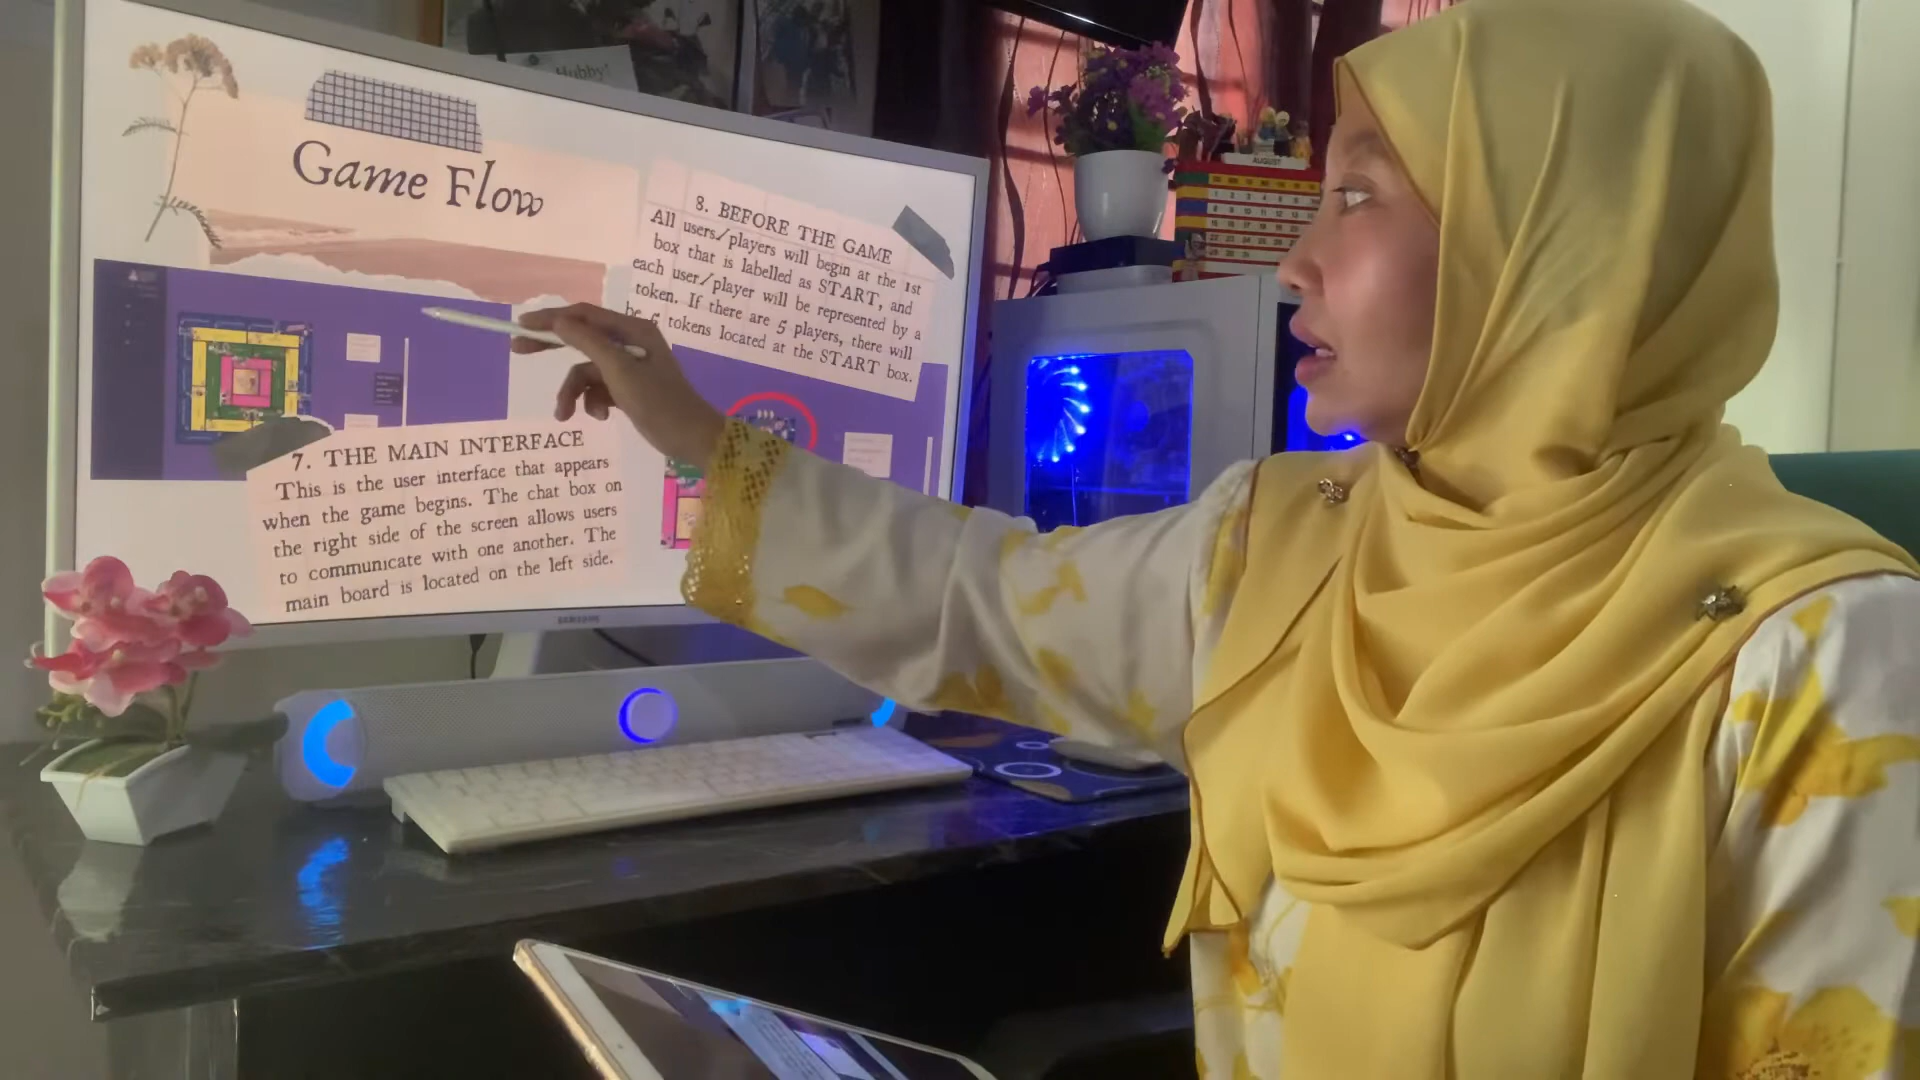 Hubby!
Game Flow
8. BEFORE THE GAME
All users/players will begin at the 1st
box that is labelled as START, and
each user/player will be represented by a
token. If there are 5 players, there will
be 5 tokens located at the START box.
7. THE MAIN INTERFACE
This is the user interface that appears
when the game begins. The chat box on
the right side of the screen allows users
to communicate with one another. The
main board is located on the left side.
SAMSUNG
AUGUST